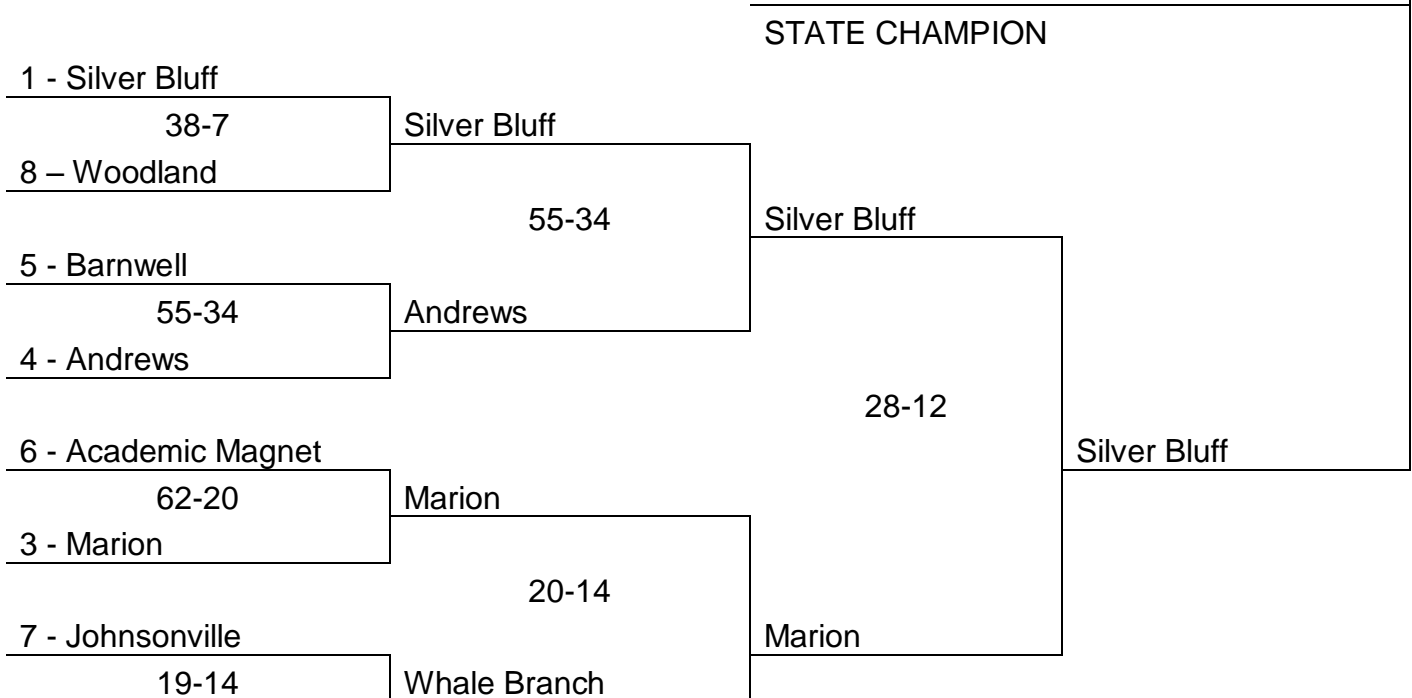 STATE CHAMPION
1 - Silver Bluff
38-7
Silver Bluff
8 – Woodland
55-34
Silver Bluff
5 - Barnwell
55-34
Andrews
4 - Andrews
28-12
6 - Academic Magnet
Silver Bluff
62-20
Marion
3 - Marion
20-14
7 - Johnsonville
Marion
19-14
Whale Branch